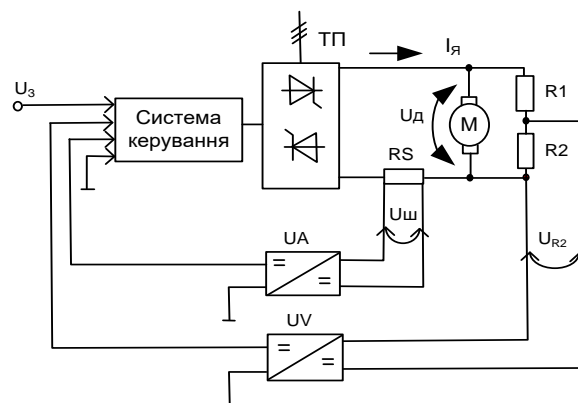 ТП
Iя
Uз
Система
керування
Uд
М
R1
R2
RS
Uш
UA
UR2
=
=
UV
=
=